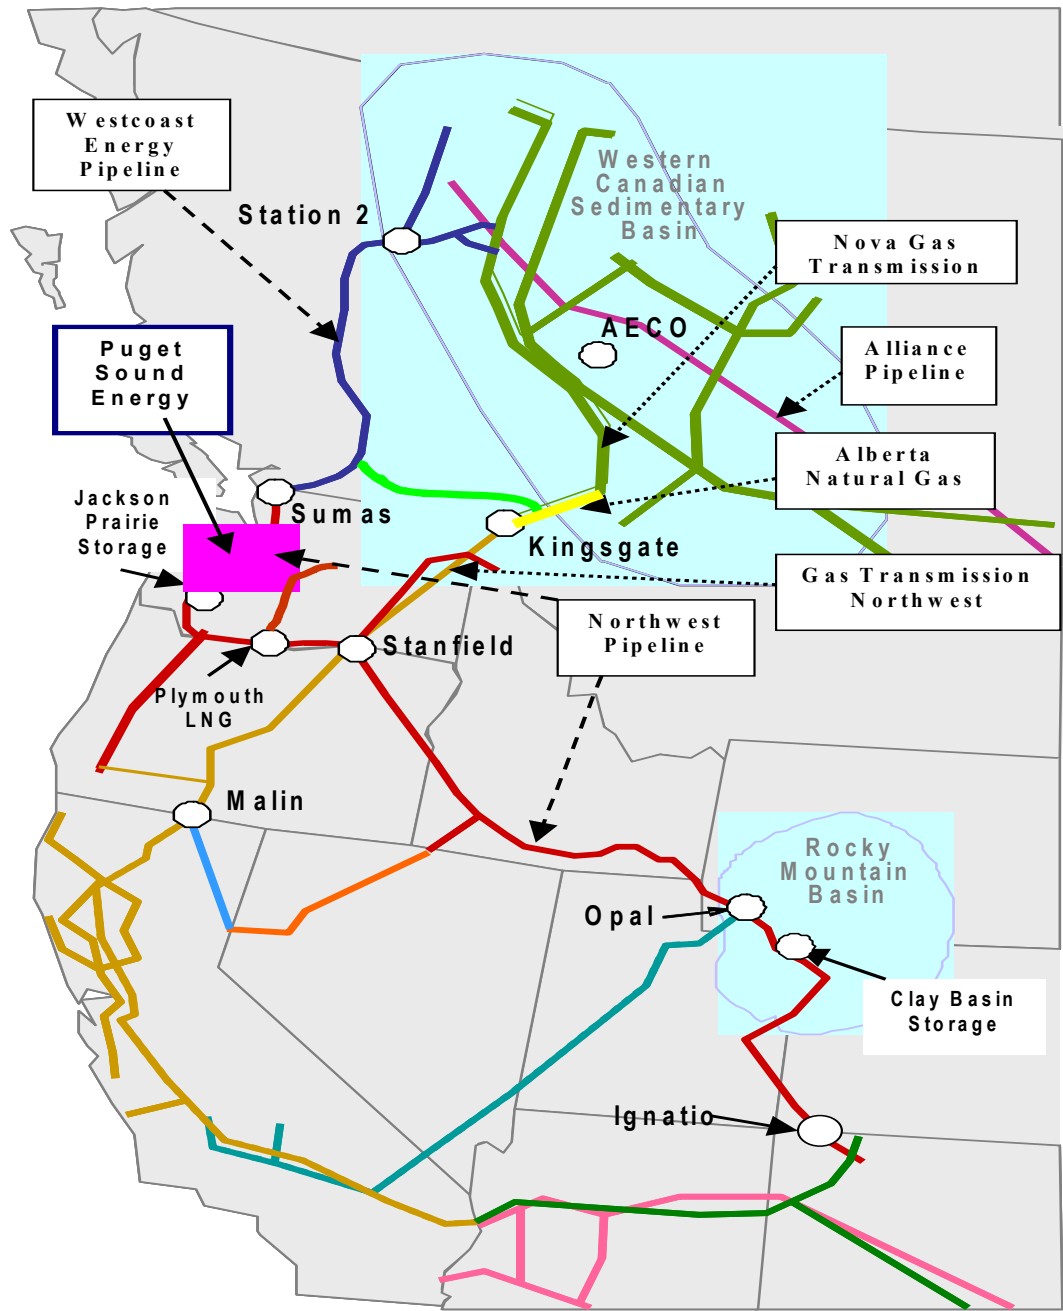 Westcoast
Energy
Pipeline
Station 2
Western
Canadian
Sedimentary
Basin
Nova Gas
Transmission
Puget
Sound
Energy
AECO
Alliance
Pipeline
Alberta
Natural Gas
Jackson
Prairie
Storage
Sumas
Kingsgate
Gas Transmission
Northwest
Northwest
Pipeline
Stanfield
Plymouth
LNG
Malin
Rocky
Mountain
Basin
Opal
Clay Basin
Storage
Ignatio